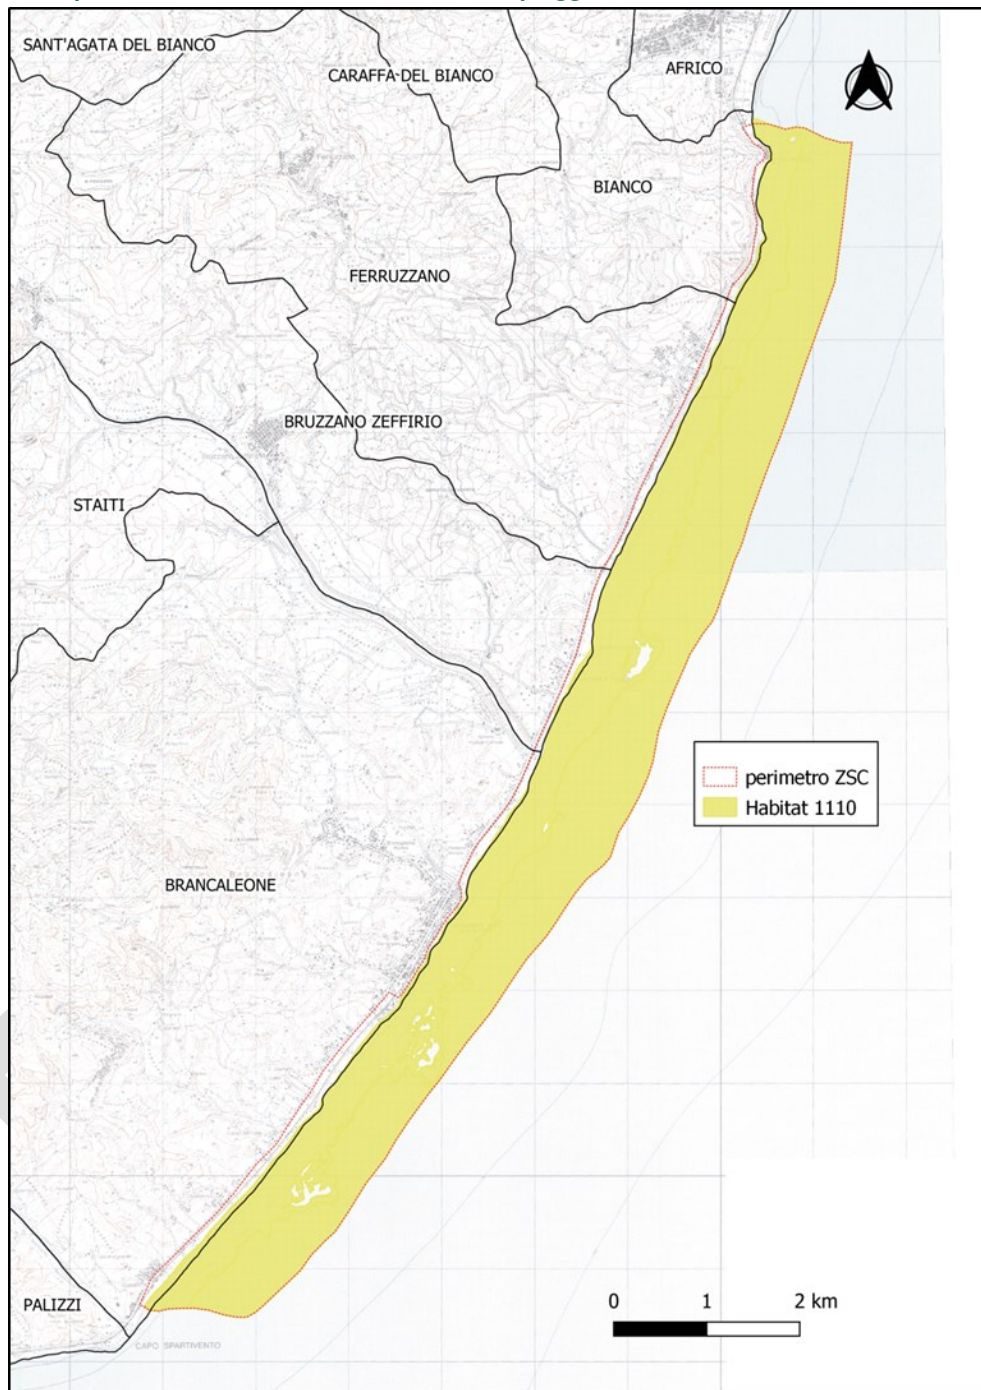 SANT'AGATA DEL BIANCO
CARAFFA DEL BIANCO
AFRICO
BIANCO
FERRUZZANO
BRUZZANO ZEFFIRIO
STAITI
perimetro ZSC
Habitat 1110
BRANCALEONE
PALIZZI
0 1 2 km
CAPO SPARTIVENTO